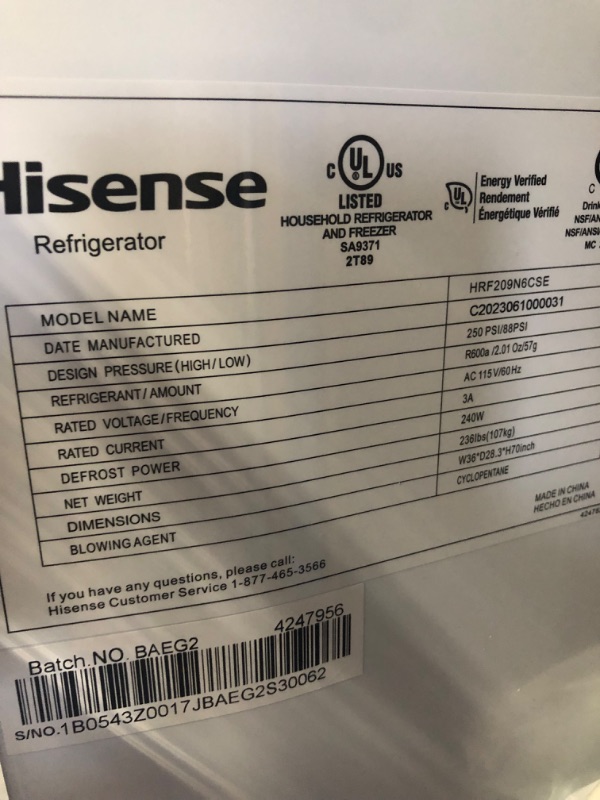 Hisense
Refrigerator
C UL US
LISTED
HOUSEHOLD REFRIGERATOR
AND FREEZER
SA9371
2T89
C UL
Energy Verified
Rendement
Énergétique Vérifié
C
NSF/
NSF/
MC
MODEL NAME HRF209N6CSE
DATE MANUFACTURED C2023061000031
DESIGN PRESSURE (HIGH/LOW) 250 PSI/88PSI
REFRIGERANT/AMOUNT R600a /2.01 Oz/57g
RATED VOLTAGE/FREQUENCY AC 115V/60Hz
RATED CURRENT 3A
DEFROST POWER 240W
NET WEIGHT 236lbs(107kg)
DIMENSIONS W36*D28.3*H70inch
BLOWING AGENT CYCLOPENTANE
MADE IN CHINA
HECHO EN CHINA
If you have any questions, please call:
Hisense Customer Service 1-877-465-3566
Batch.NO. BAEG2 4247956
S/NO.1B0543Z0017JBAEG2S30062